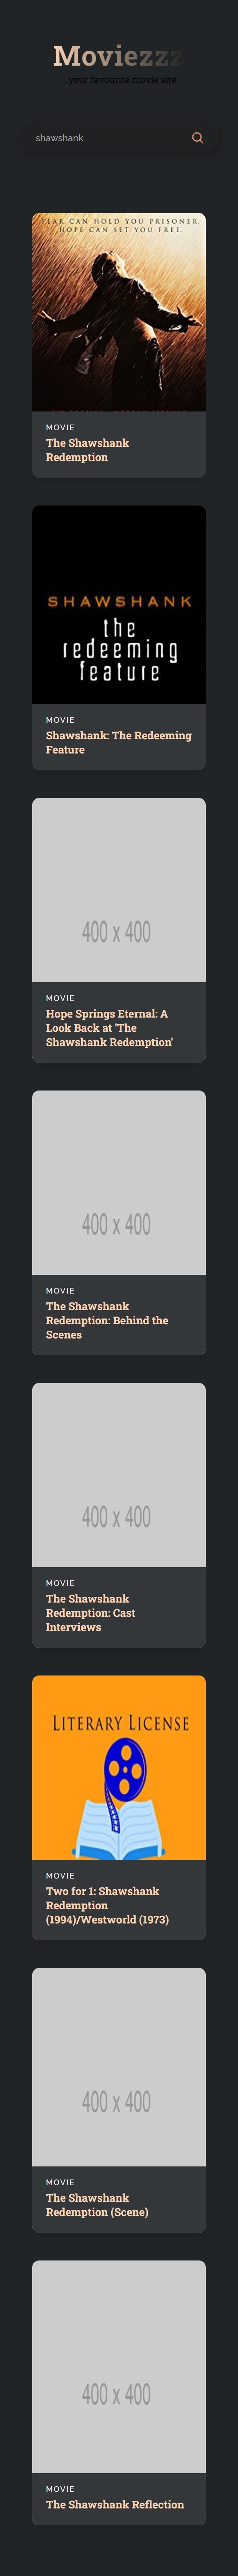 Moviezzz
...your favourite movie site
shawshank
FEAR CAN HOLD YOU PRISONER.
HOPE CAN SET YOU FREE.
MOVIE
The Shawshank
Redemption
SHAWSHANK
the
redeeming
feature
MOVIE
Shawshank: The Redeeming
Feature
400 x 400
MOVIE
Hope Springs Eternal: A
Look Back at 'The
Shawshank Redemption'
400 x 400
MOVIE
The Shawshank
Redemption: Behind the
Scenes
400 x 400
MOVIE
The Shawshank
Redemption: Cast
Interviews
LITERARY LICENSE
MOVIE
Two for 1: Shawshank
Redemption
(1994)/Westworld (1973)
400 x 400
MOVIE
The Shawshank
Redemption (Scene)
400 x 400
MOVIE
The Shawshank Reflection